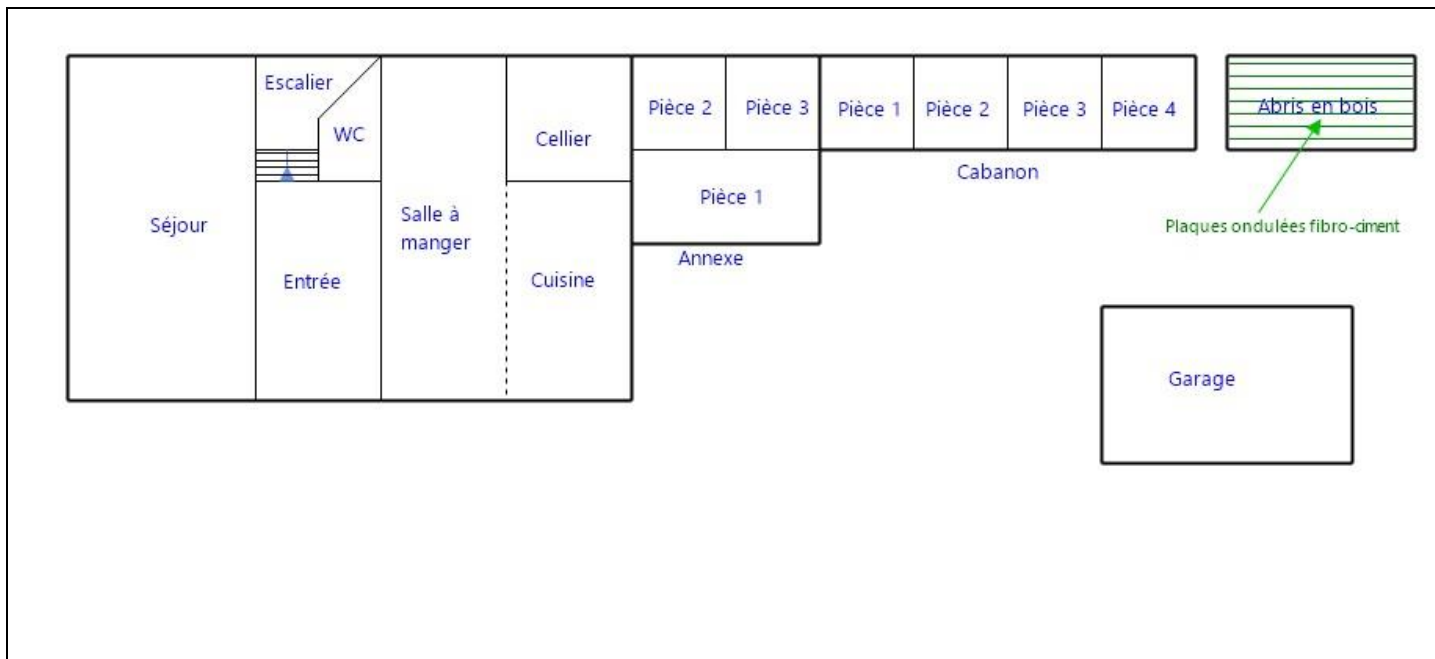 Escalier
WC
Séjour
Entrée
Salle à
manger
Cellier
Cuisine
Pièce 2
Pièce 3
Pièce 1
Annexe
Pièce 1
Pièce 2
Pièce 3
Pièce 4
Cabanon
Abris en bois
Plaques ondulées fibro-ciment
Garage